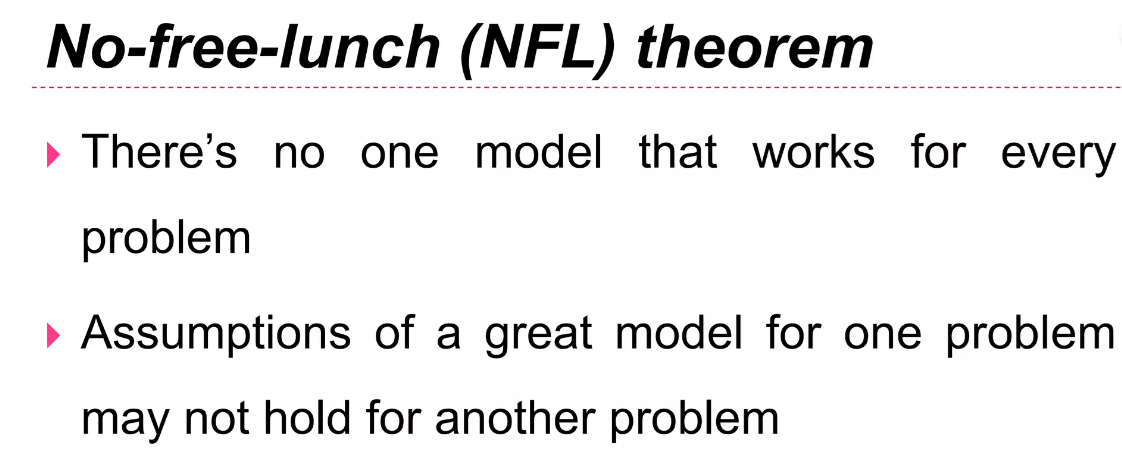 No-free-lunch (NFL) theorem
There’s no one model that works for every
problem
Assumptions of a great model for one problem
may not hold for another problem